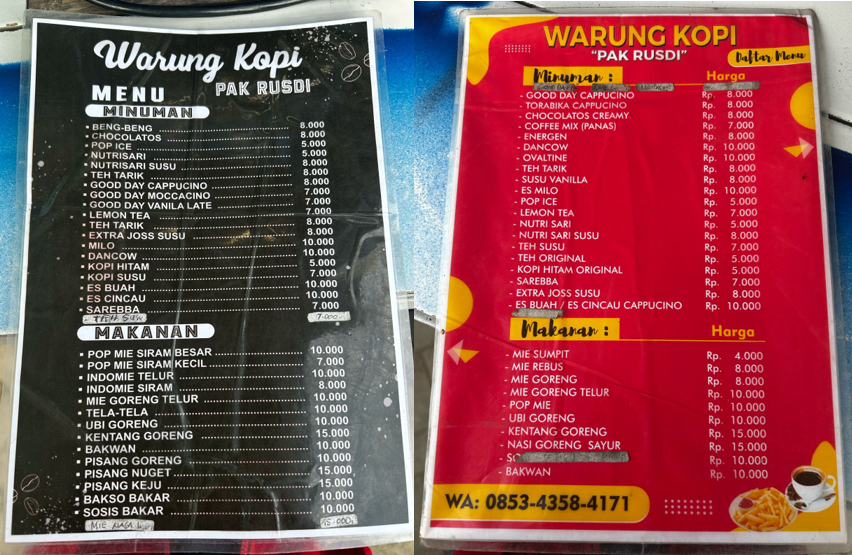 Warung Kopi
PAK RUSDI
MENU
MINUMAN
• BENG-BENG 8.000
• CHOCOLATOS 8.000
• POP ICE 5.000
• NUTRISARI 5.000
• NUTRISARI SUSU 8.000
• TEH TARIK 8.000
• GOOD DAY CAPPUCINO 8.000
• GOOD DAY MOCCACINO 7.000
• GOOD DAY VANILA LATE 7.000
• LEMON TEA 7.000
• TEH TARIK 8.000
• EXTRA JOSS SUSU 8.000
• MILO 10.000
• DANCOW 10.000
• KOPI HITAM 5.000
• KOPI SUSU 7.000
• ES BUAH 10.000
• ES CINCAU 10.000
• SAREBBA 7.000
- TEH SUSU 7.000
MAKANAN
• POP MIE SIRAM BESAR 10.000
• POP MIE SIRAM KECIL 7.000
• INDOMIE TELUR 10.000
• INDOMIE SIRAM 8.000
• MIE GORENG TELUR 10.000
• TELA-TELA 10.000
• UBI GORENG 10.000
• KENTANG GORENG 15.000
• BAKWAN 10.000
• PISANG GORENG 10.000
• PISANG NUGET 15.000
• PISANG KEJU 15.000
• BAKSO BAKAR 10.000
• SOSIS BAKAR 10.000
MIE 15.000
WARUNG KOPI
"PAK RUSDI"
Daftar Menu
Minuman : Harga
- GOOD DAY CAPPUCINO Rp. 8.000
- TORABIKA CAPPUCINO Rp. 8.000
- CHOCOLATOS CREAMY Rp. 8.000
- COFFEE MIX (PANAS) Rp. 7.000
- ENERGEN Rp. 8.000
- DANCOW Rp. 10.000
- OVALTINE Rp. 10.000
- TEH TARIK Rp. 8.000
- SUSU VANILLA Rp. 8.000
- ES MILO Rp. 10.000
- POP ICE Rp. 5.000
- LEMON TEA Rp. 7.000
- NUTRI SARI Rp. 5.000
- NUTRI SARI SUSU Rp. 8.000
- TEH SUSU Rp. 7.000
- TEH ORIGINAL Rp. 5.000
- KOPI HITAM ORIGINAL Rp. 5.000
- SAREBBA Rp. 7.000
- EXTRA JOSS SUSU Rp. 8.000
- ES BUAH / ES CINCAU CAPPUCINO Rp. 10.000
Makanan : Harga
- MIE SUMPIT Rp. 4.000
- MIE REBUS Rp. 8.000
- MIE GORENG Rp. 8.000
- MIE GORENG TELUR Rp. 10.000
- POP MIE Rp. 10.000
- UBI GORENG Rp. 10.000
- KENTANG GORENG Rp. 15.000
- NASI GORENG SAYUR Rp. 15.000
- Rp. 10.000
- BAKWAN Rp. 10.000
WA: 0853-4358-4171